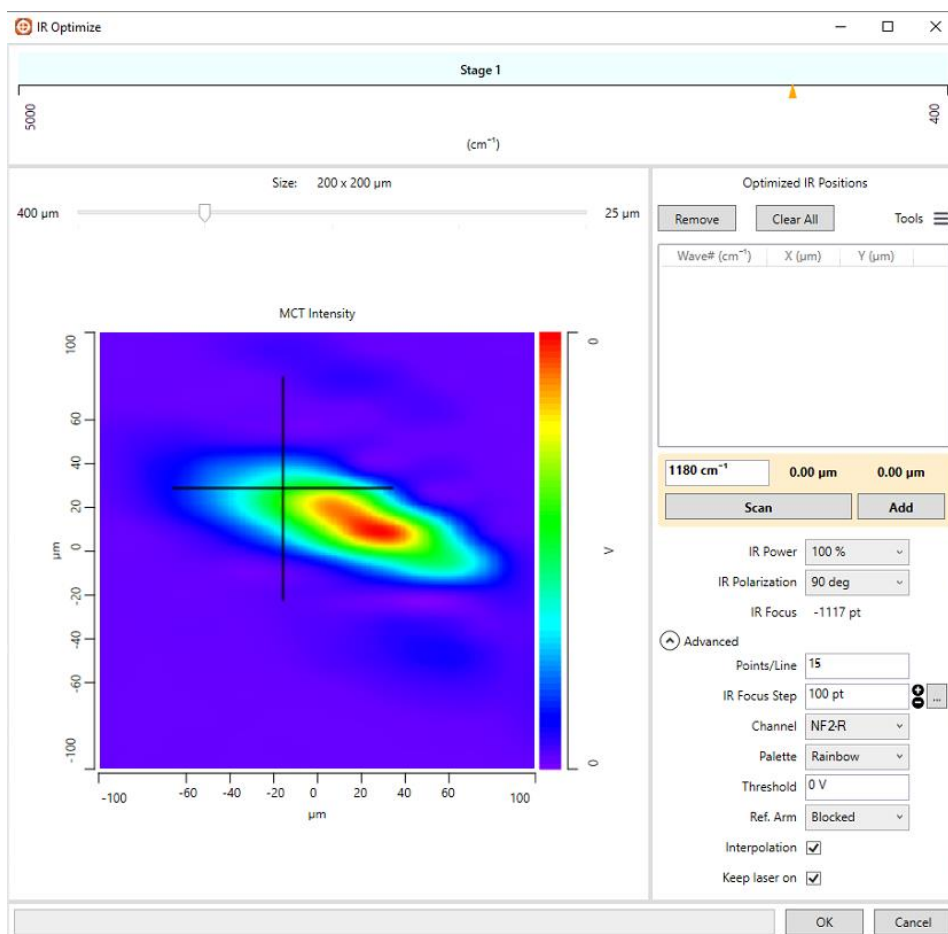 IR Optimize
Stage 1
5000
400
(cm⁻¹)
Size: 200 x 200 µm
400 µm
25 µm
MCT Intensity
100
60
40
20
0
-20
-40
-60
-100
µm
-100
-60
-40
-20
0
20
40
60
100
µm
0
V
0
Optimized IR Positions
Remove
Clear All
Tools
Wave# (cm⁻¹)
X (µm)
Y (µm)
1180 cm⁻¹
0.00 µm
0.00 µm
Scan
Add
IR Power 100 %
IR Polarization 90 deg
IR Focus -1117 pt
Advanced
Points/Line 15
IR Focus Step 100 pt ...
Channel NF2-R
Palette Rainbow
Threshold 0 V
Ref. Arm Blocked
Interpolation
Keep laser on
OK
Cancel